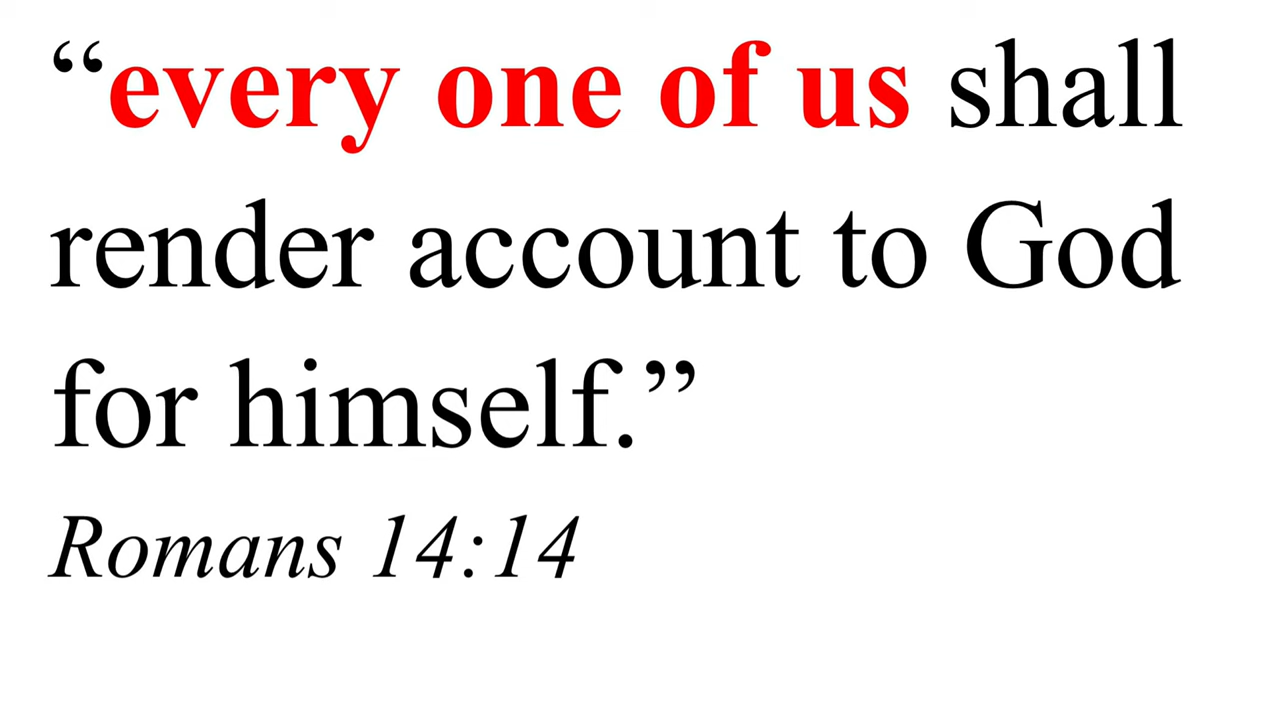 “every one of us shall
render account to God
for himself.”
Romans 14:14